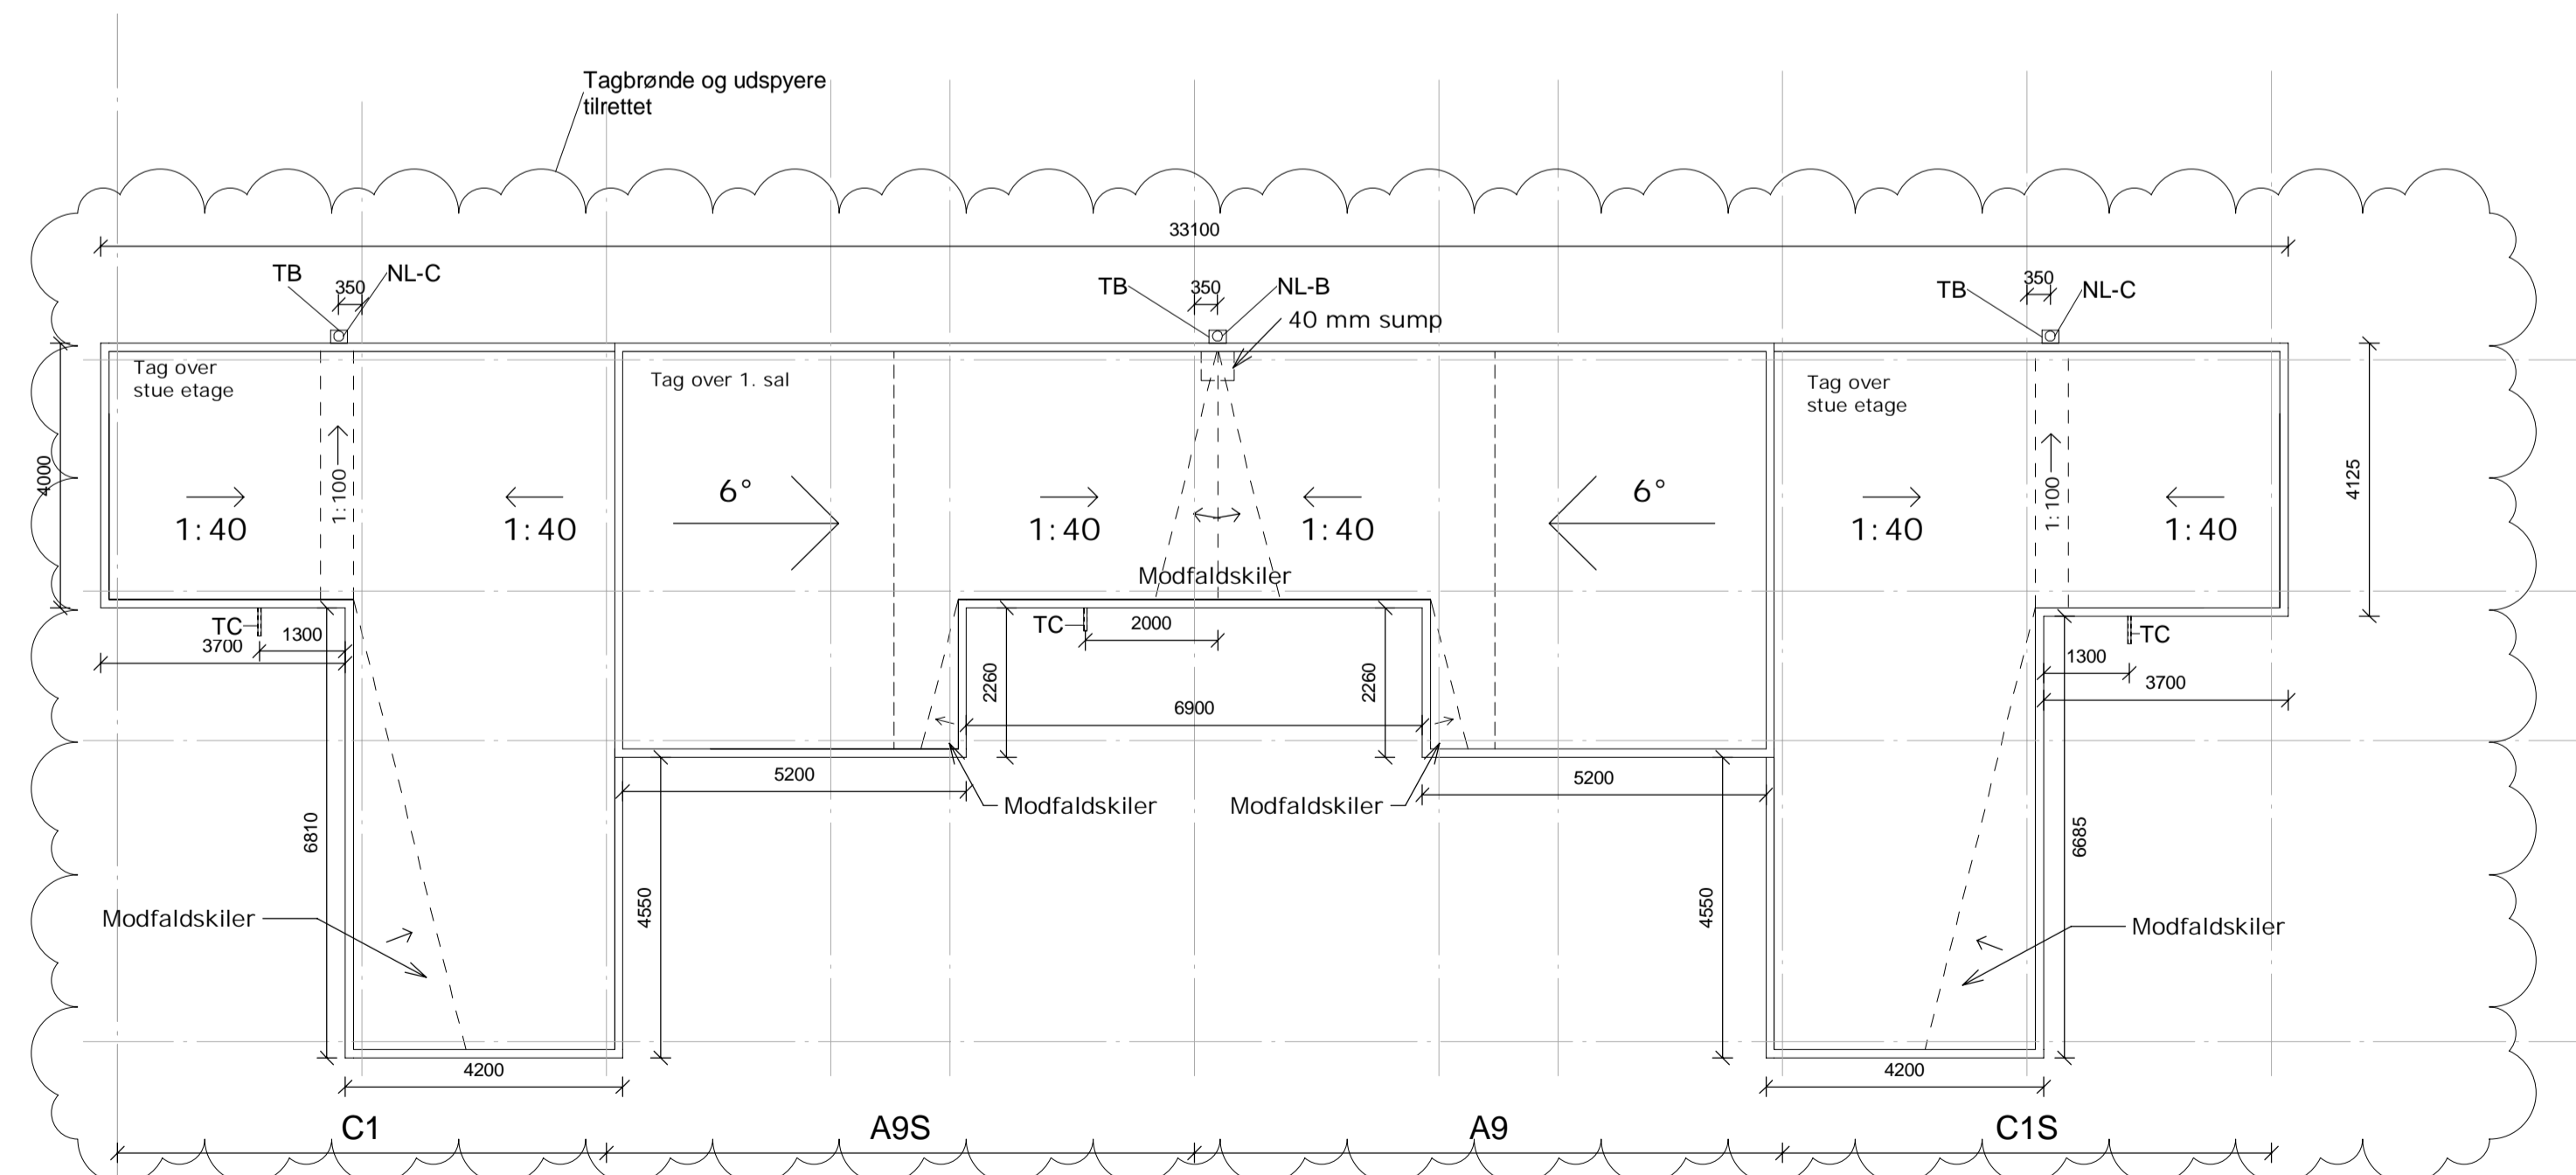 Tagbrønde og udspyere
tilrettet
33100
TB
350
NL-C
TB
350
NL-B
40 mm sump
TB
350
NL-C
Tag over
stue etage
Tag over 1. sal
Tag over
stue etage
4000
1:40
1:100
1:40
6°
1:40
1:40
6°
1:40
1:100
1:40
4125
Modfaldskiler
TC
3700
1300
TC
2000
TC
1300
3700
2260
2260
6900
5200
5200
Modfaldskiler
Modfaldskiler
6810
4550
4550
6685
Modfaldskiler
Modfaldskiler
4200
4200
C1
A9S
A9
C1S